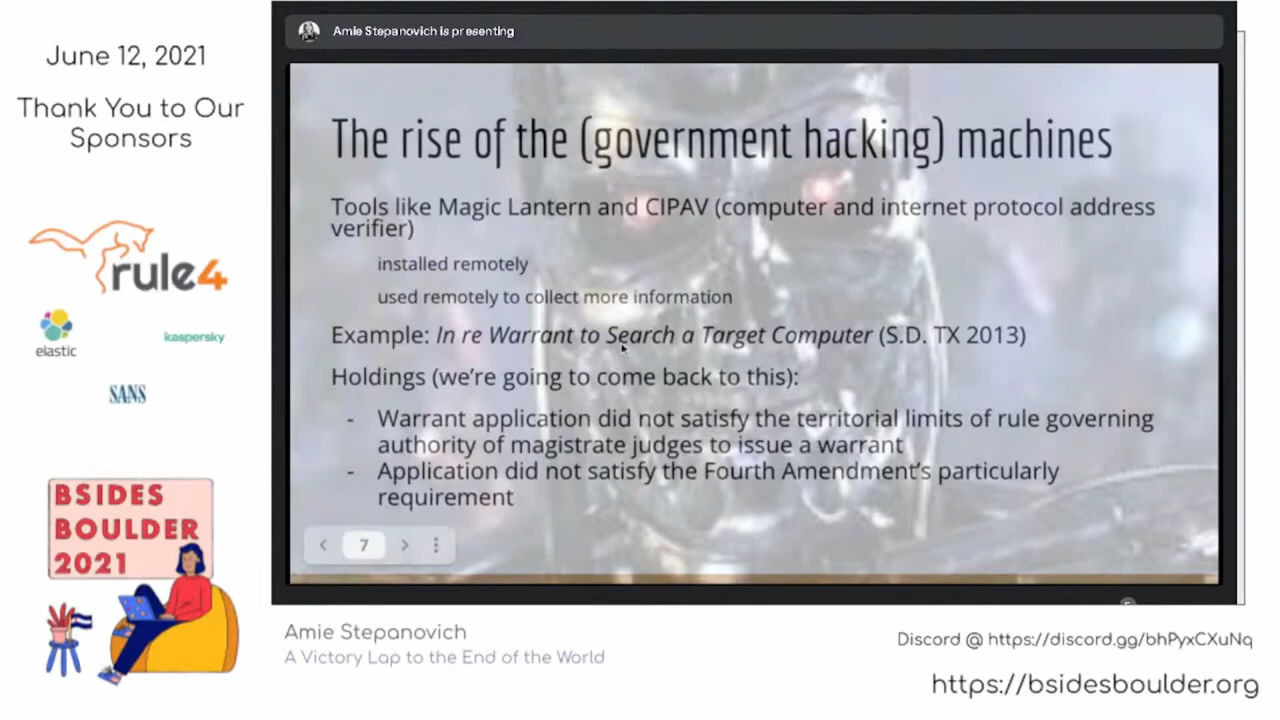 June 12, 2021
Thank You to Our
Sponsors
rule4
elastic
kaspersky
SANS
BSIDES
BOULDER
2021
Amie Stepanovich is presenting
The rise of the (government hacking) machines
Tools like Magic Lantern and CIPAV (computer and internet protocol address
verifier)
installed remotely
used remotely to collect more information
Example: In re Warrant to Search a Target Computer (S.D. TX 2013)
Holdings (we're going to come back to this):
- Warrant application did not satisfy the territorial limits of rule governing
authority of magistrate judges to issue a warrant
- Application did not satisfy the Fourth Amendment's particularly
requirement
7
Amie Stepanovich
A Victory Lap to the End of the World
Discord @ https://discord.gg/bhPyxCXuNq
https://bsidesboulder.org